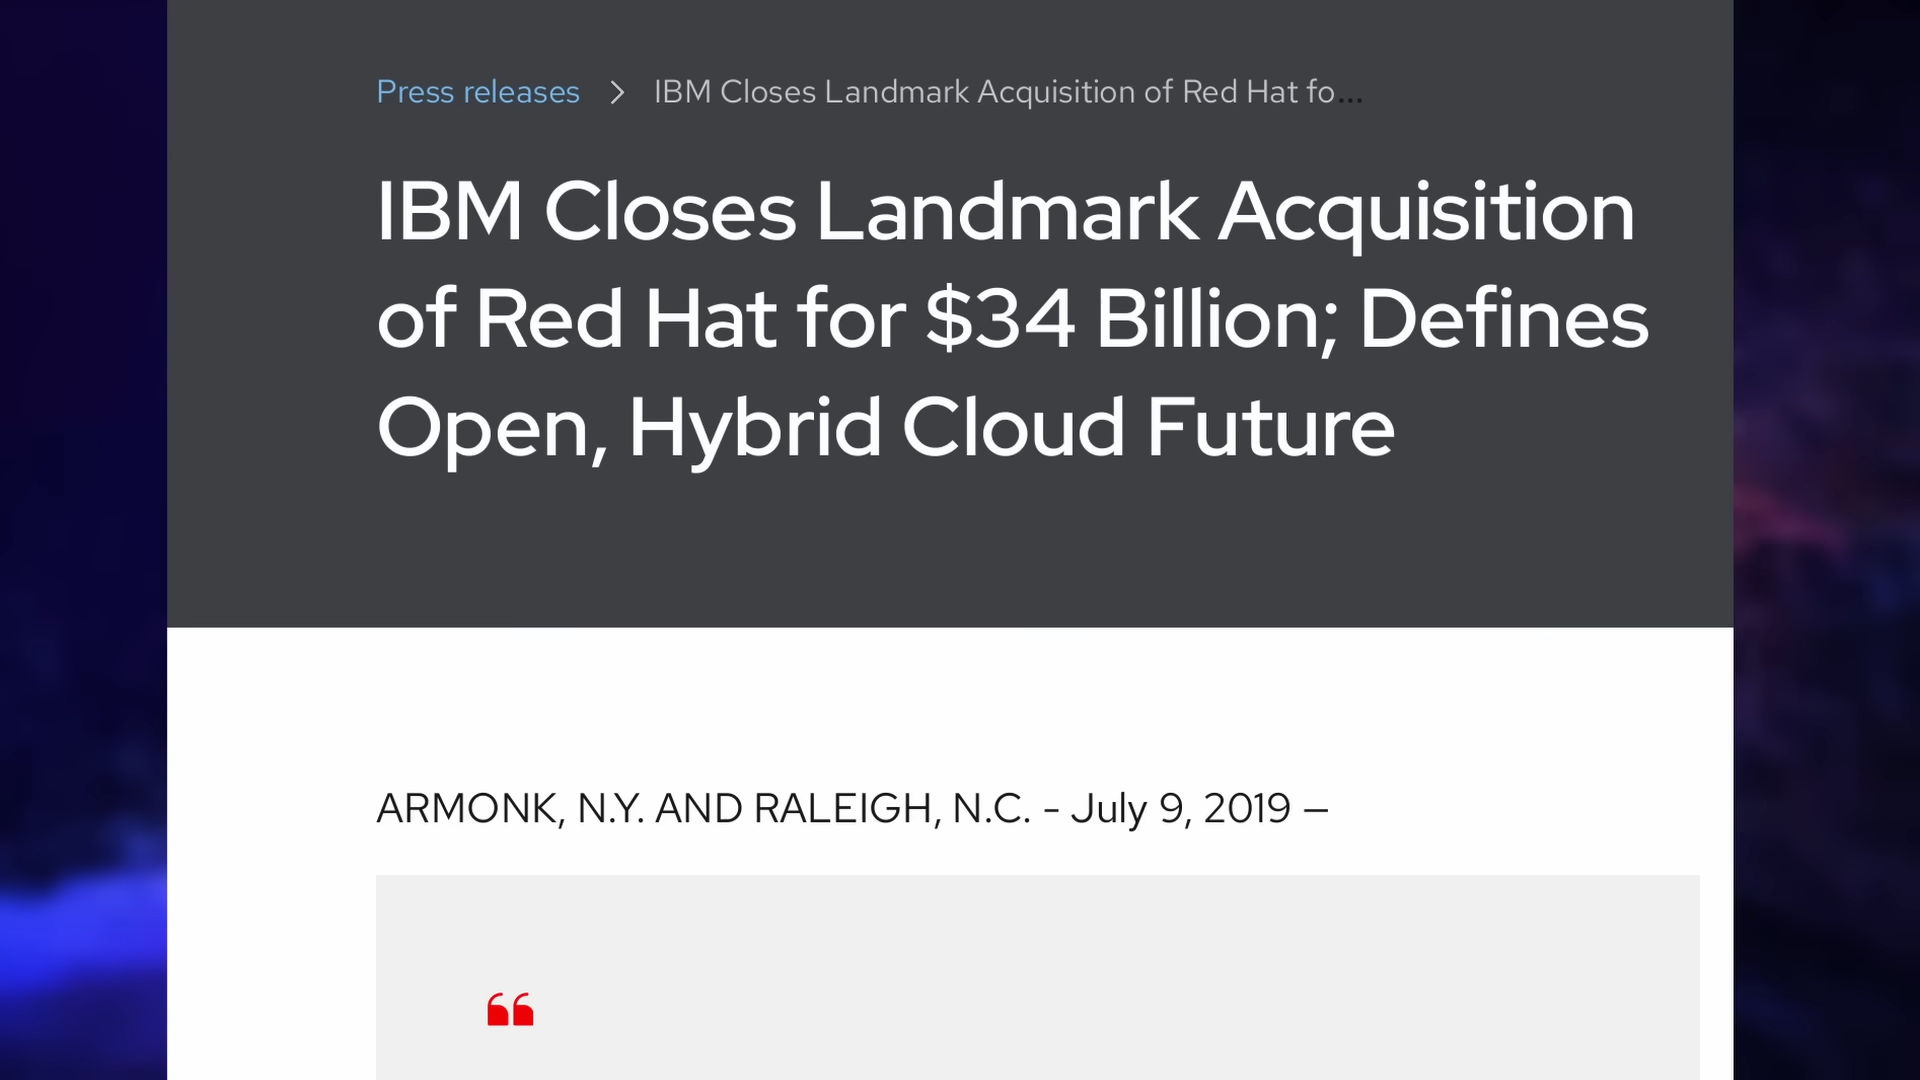 Press releases > IBM Closes Landmark Acquisition of Red Hat fo...
IBM Closes Landmark Acquisition
of Red Hat for $34 Billion; Defines
Open, Hybrid Cloud Future
ARMONK, N.Y. AND RALEIGH, N.C. - July 9, 2019 —
“